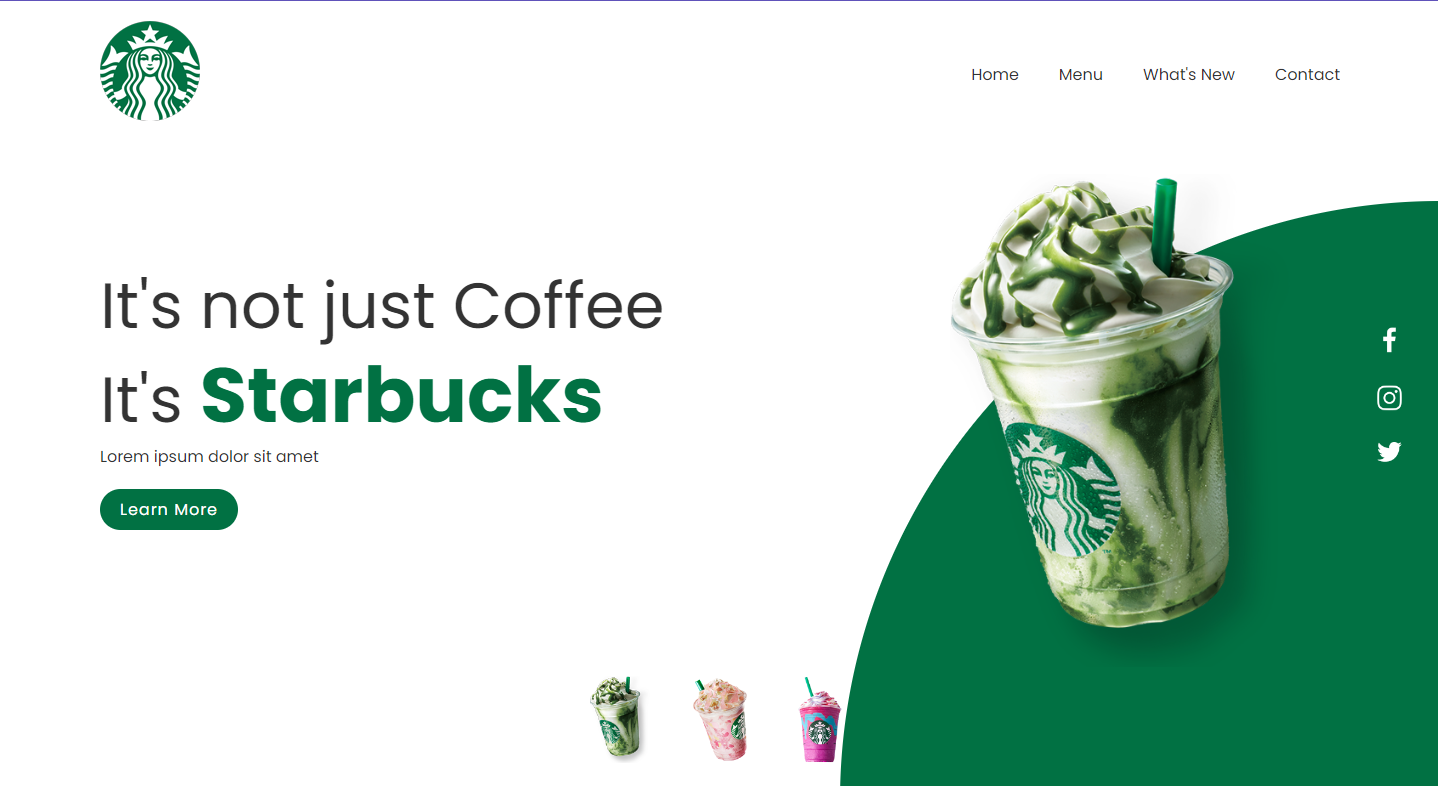 Home Menu What's New Contact
It's not just Coffee
It's Starbucks
Lorem ipsum dolor sit amet
Learn More